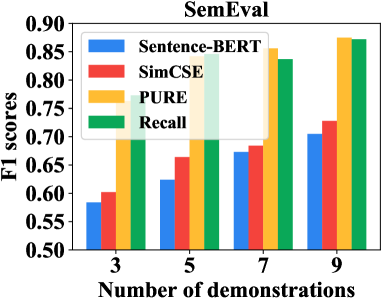 SemEval
0.90
0.85
0.80
0.75
0.70
0.65
0.60
0.55
0.50
F1 scores
Sentence-BERT
SimCSE
PURE
Recall
3 5 7 9
Number of demonstrations